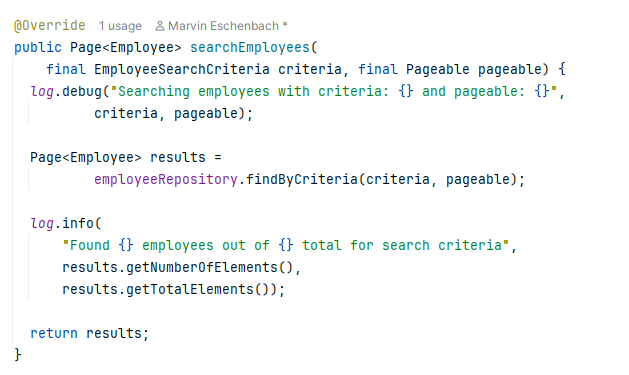 @Override 1 usage Marvin Eschenbach *
public Page<Employee> searchEmployees(
    final EmployeeSearchCriteria criteria, final Pageable pageable) {
  log.debug("Searching employees with criteria: {} and pageable: {}",
          criteria, pageable);
  Page<Employee> results =
          employeeRepository.findByCriteria(criteria, pageable);
  log.info(
      "Found {} employees out of {} total for search criteria",
      results.getNumberOfElements(),
      results.getTotalElements());
  return results;
}